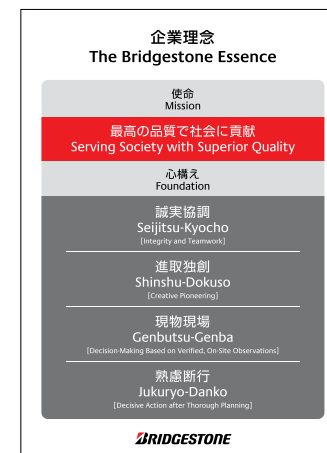 企業理念
The Bridgestone Essence
使命
Mission
最高の品質で社会に貢献
Serving Society with Superior Quality
心構え
Foundation
誠実協調
Seijitsu-Kyocho
[Integrity and Teamwork]
進取独創
Shinshu-Dokuso
[Creative Pioneering]
現物現場
Genbutsu-Genba
[Decision-Making Based on Verified, On-Site Observations]
熟慮断行
Jukuryo-Danko
[Decisive Action after Thorough Planning]
BRIDGESTONE